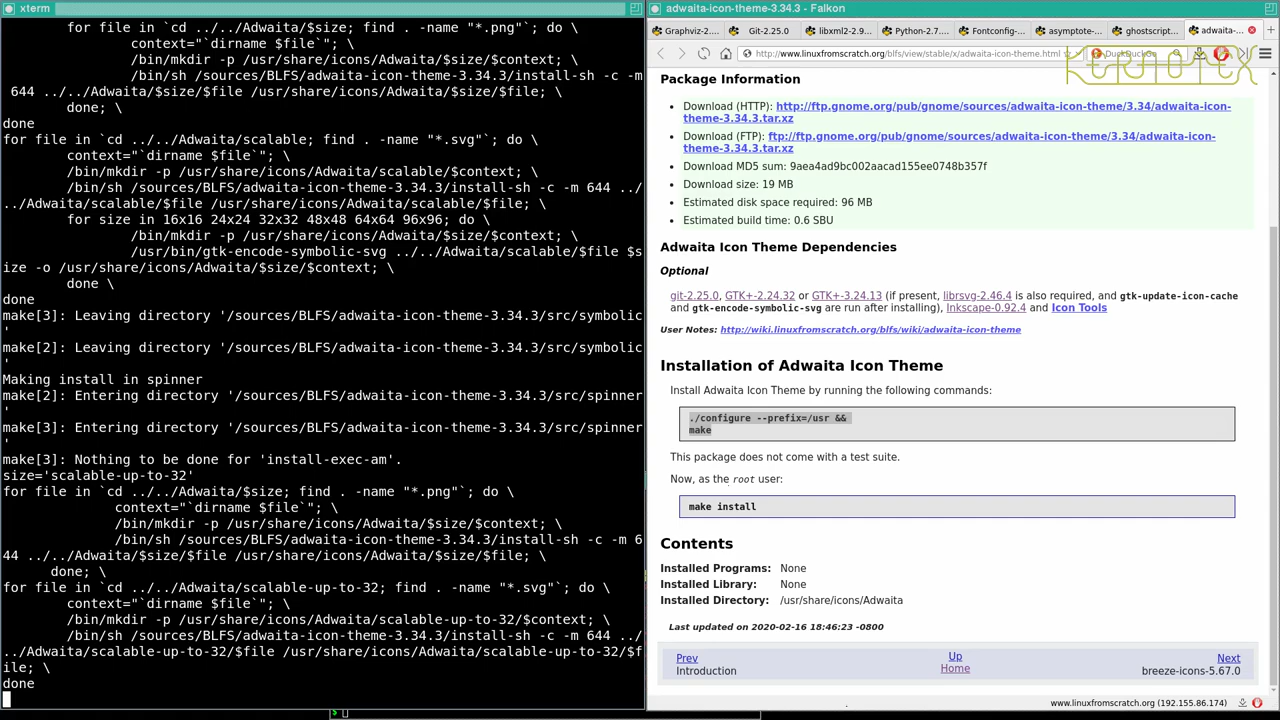 xterm
for file in `cd ../../Adwaita/$size; find . -name "*.png"`; do \
context="`dirname $file`"; \
/bin/mkdir -p /usr/share/icons/Adwaita/$size/$context; \
/bin/sh /sources/BLFS/adwaita-icon-theme-3.34.3/install-sh -c -m
644 ../../Adwaita/$size/$file /usr/share/icons/Adwaita/$size/$file; \
done; \
done
for file in `cd ../../Adwaita/scalable; find . -name "*.svg"`; do \
context="`dirname $file`"; \
/bin/mkdir -p /usr/share/icons/Adwaita/scalable/$context; \
/bin/sh /sources/BLFS/adwaita-icon-theme-3.34.3/install-sh -c -m 644 ../
../Adwaita/scalable/$file /usr/share/icons/Adwaita/scalable/$file; \
for size in 16x16 24x24 32x32 48x48 64x64 96x96; do \
/bin/mkdir -p /usr/share/icons/Adwaita/$size/$context; \
/usr/bin/gtk-encode-symbolic-svg ../../Adwaita/scalable/$file $s
ize -o /usr/share/icons/Adwaita/$size/$context; \
done \
done
make[3]: Leaving directory '/sources/BLFS/adwaita-icon-theme-3.34.3/src/symbolic
'
make[2]: Leaving directory '/sources/BLFS/adwaita-icon-theme-3.34.3/src/symbolic
'
Making install in spinner
make[2]: Entering directory '/sources/BLFS/adwaita-icon-theme-3.34.3/src/spinner
'
make[3]: Entering directory '/sources/BLFS/adwaita-icon-theme-3.34.3/src/spinner
'
make[3]: Nothing to be done for 'install-exec-am'.
size='scalable-up-to-32'
for file in `cd ../../Adwaita/$size; find . -name "*.png"`; do \
context="`dirname $file`"; \
/bin/mkdir -p /usr/share/icons/Adwaita/$size/$context; \
/bin/sh /sources/BLFS/adwaita-icon-theme-3.34.3/install-sh -c -m 6
44 ../../Adwaita/$size/$file /usr/share/icons/Adwaita/$size/$file; \
done; \
for file in `cd ../../Adwaita/scalable-up-to-32; find . -name "*.svg"`; do \
context="`dirname $file`"; \
/bin/mkdir -p /usr/share/icons/Adwaita/scalable-up-to-32/$context; \
/bin/sh /sources/BLFS/adwaita-icon-theme-3.34.3/install-sh -c -m 644 ../
../Adwaita/scalable-up-to-32/$file /usr/share/icons/Adwaita/scalable-up-to-32/$f
ile; \
done
$
adwaita-icon-theme-3.34.3 - Falkon
Graphviz-2.... Git-2.25.0 libxml2-2.9... Python-2.7.... Fontconfig-... asymptote-... ghostscript... adwaita-...
http://www.linuxfromscratch.org/blfs/view/stable/x/adwaita-icon-theme.html DuckDuckGo
KERNOTEX
Package Information
• Download (HTTP): http://ftp.gnome.org/pub/gnome/sources/adwaita-icon-theme/3.34/adwaita-icon-
theme-3.34.3.tar.xz
• Download (FTP): ftp://ftp.gnome.org/pub/gnome/sources/adwaita-icon-theme/3.34/adwaita-icon-
theme-3.34.3.tar.xz
• Download MD5 sum: 9aea4ad9bc002aacad155ee0748b357f
• Download size: 19 MB
• Estimated disk space required: 96 MB
• Estimated build time: 0.6 SBU
Adwaita Icon Theme Dependencies
Optional
git-2.25.0, GTK+-2.24.32 or GTK+-3.24.13 (if present, librsvg-2.46.4 is also required, and gtk-update-icon-cache
and gtk-encode-symbolic-svg are run after installing), Inkscape-0.92.4 and Icon Tools
User Notes: http://wiki.linuxfromscratch.org/blfs/wiki/adwaita-icon-theme
Installation of Adwaita Icon Theme
Install Adwaita Icon Theme by running the following commands:
./configure --prefix=/usr &&
make
This package does not come with a test suite.
Now, as the root user:
make install
Contents
Installed Programs: None
Installed Library: None
Installed Directory: /usr/share/icons/Adwaita
Last updated on 2020-02-16 18:46:23 -0800
Prev Up Next
Introduction Home breeze-icons-5.67.0
www.linuxfromscratch.org (192.155.86.174)